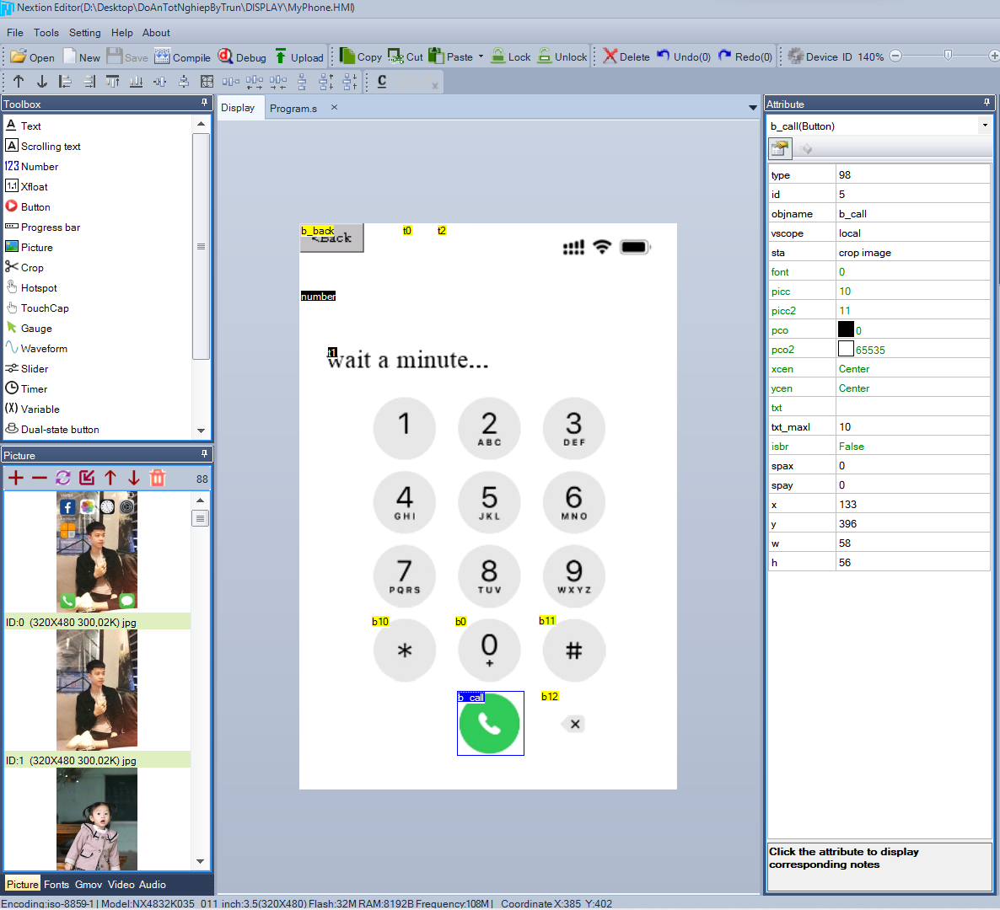 Nextion Editor(D:\Desktop\DoAnTotNghiepByTrun\DISPLAY\MyPhone.HMI)
File Tools Setting Help About
Open New Save Compile Debug Upload Copy Cut Paste Lock Unlock Delete Undo(0) Redo(0) Device ID 140%
C
Toolbox
Text
Scrolling text
123 Number
1.1 Xfloat
Button
Progress bar
Picture
Crop
Hotspot
TouchCap
Gauge
Waveform
Slider
Timer
(X) Variable
Dual-state button
Picture
88
ID:0 (320X480 300,02K) jpg
ID:1 (320X480 300,02K) jpg
Picture Fonts Gmov Video Audio
Display Program.s
b_back t0 t2
<Back
number
t1
wait a minute...
1 2 3
ABC DEF
4 5 6
GHI JKL MNO
7 8 9
PQRS TUV WXYZ
b10 b0 b11
* 0 #
+
b_call b12
Attribute
b_call(Button)
type 98
id 5
objname b_call
vscope local
sta crop image
font 0
picc 10
picc2 11
pco 0
pco2 65535
xcen Center
ycen Center
txt
txt_maxl 10
isbr False
spax 0
spay 0
x 133
y 396
w 58
h 56
Click the attribute to display
corresponding notes
Encoding:iso-8859-1 | Model:NX4832K035_011 inch:3.5(320X480) Flash:32M RAM:8192B Frequency:108M | Coordinate X:385 Y:402